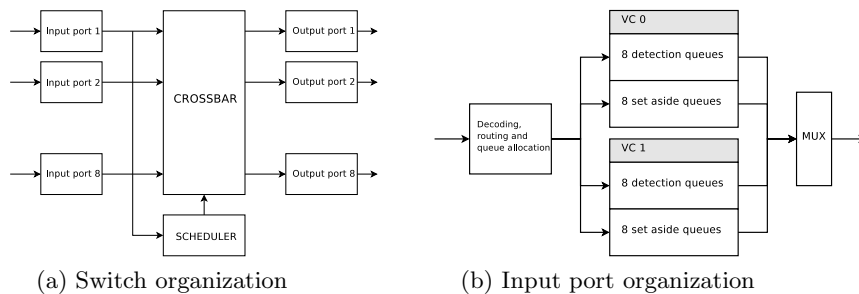 Input port 1
Output port 1
Input port 2
Output port 2
CROSSBAR
Input port 8
Output port 8
SCHEDULER
(a) Switch organization
VC 0
8 detection queues
8 set aside queues
Decoding,
routing and
queue allocation
MUX
VC 1
8 detection queues
8 set aside queues
(b) Input port organization